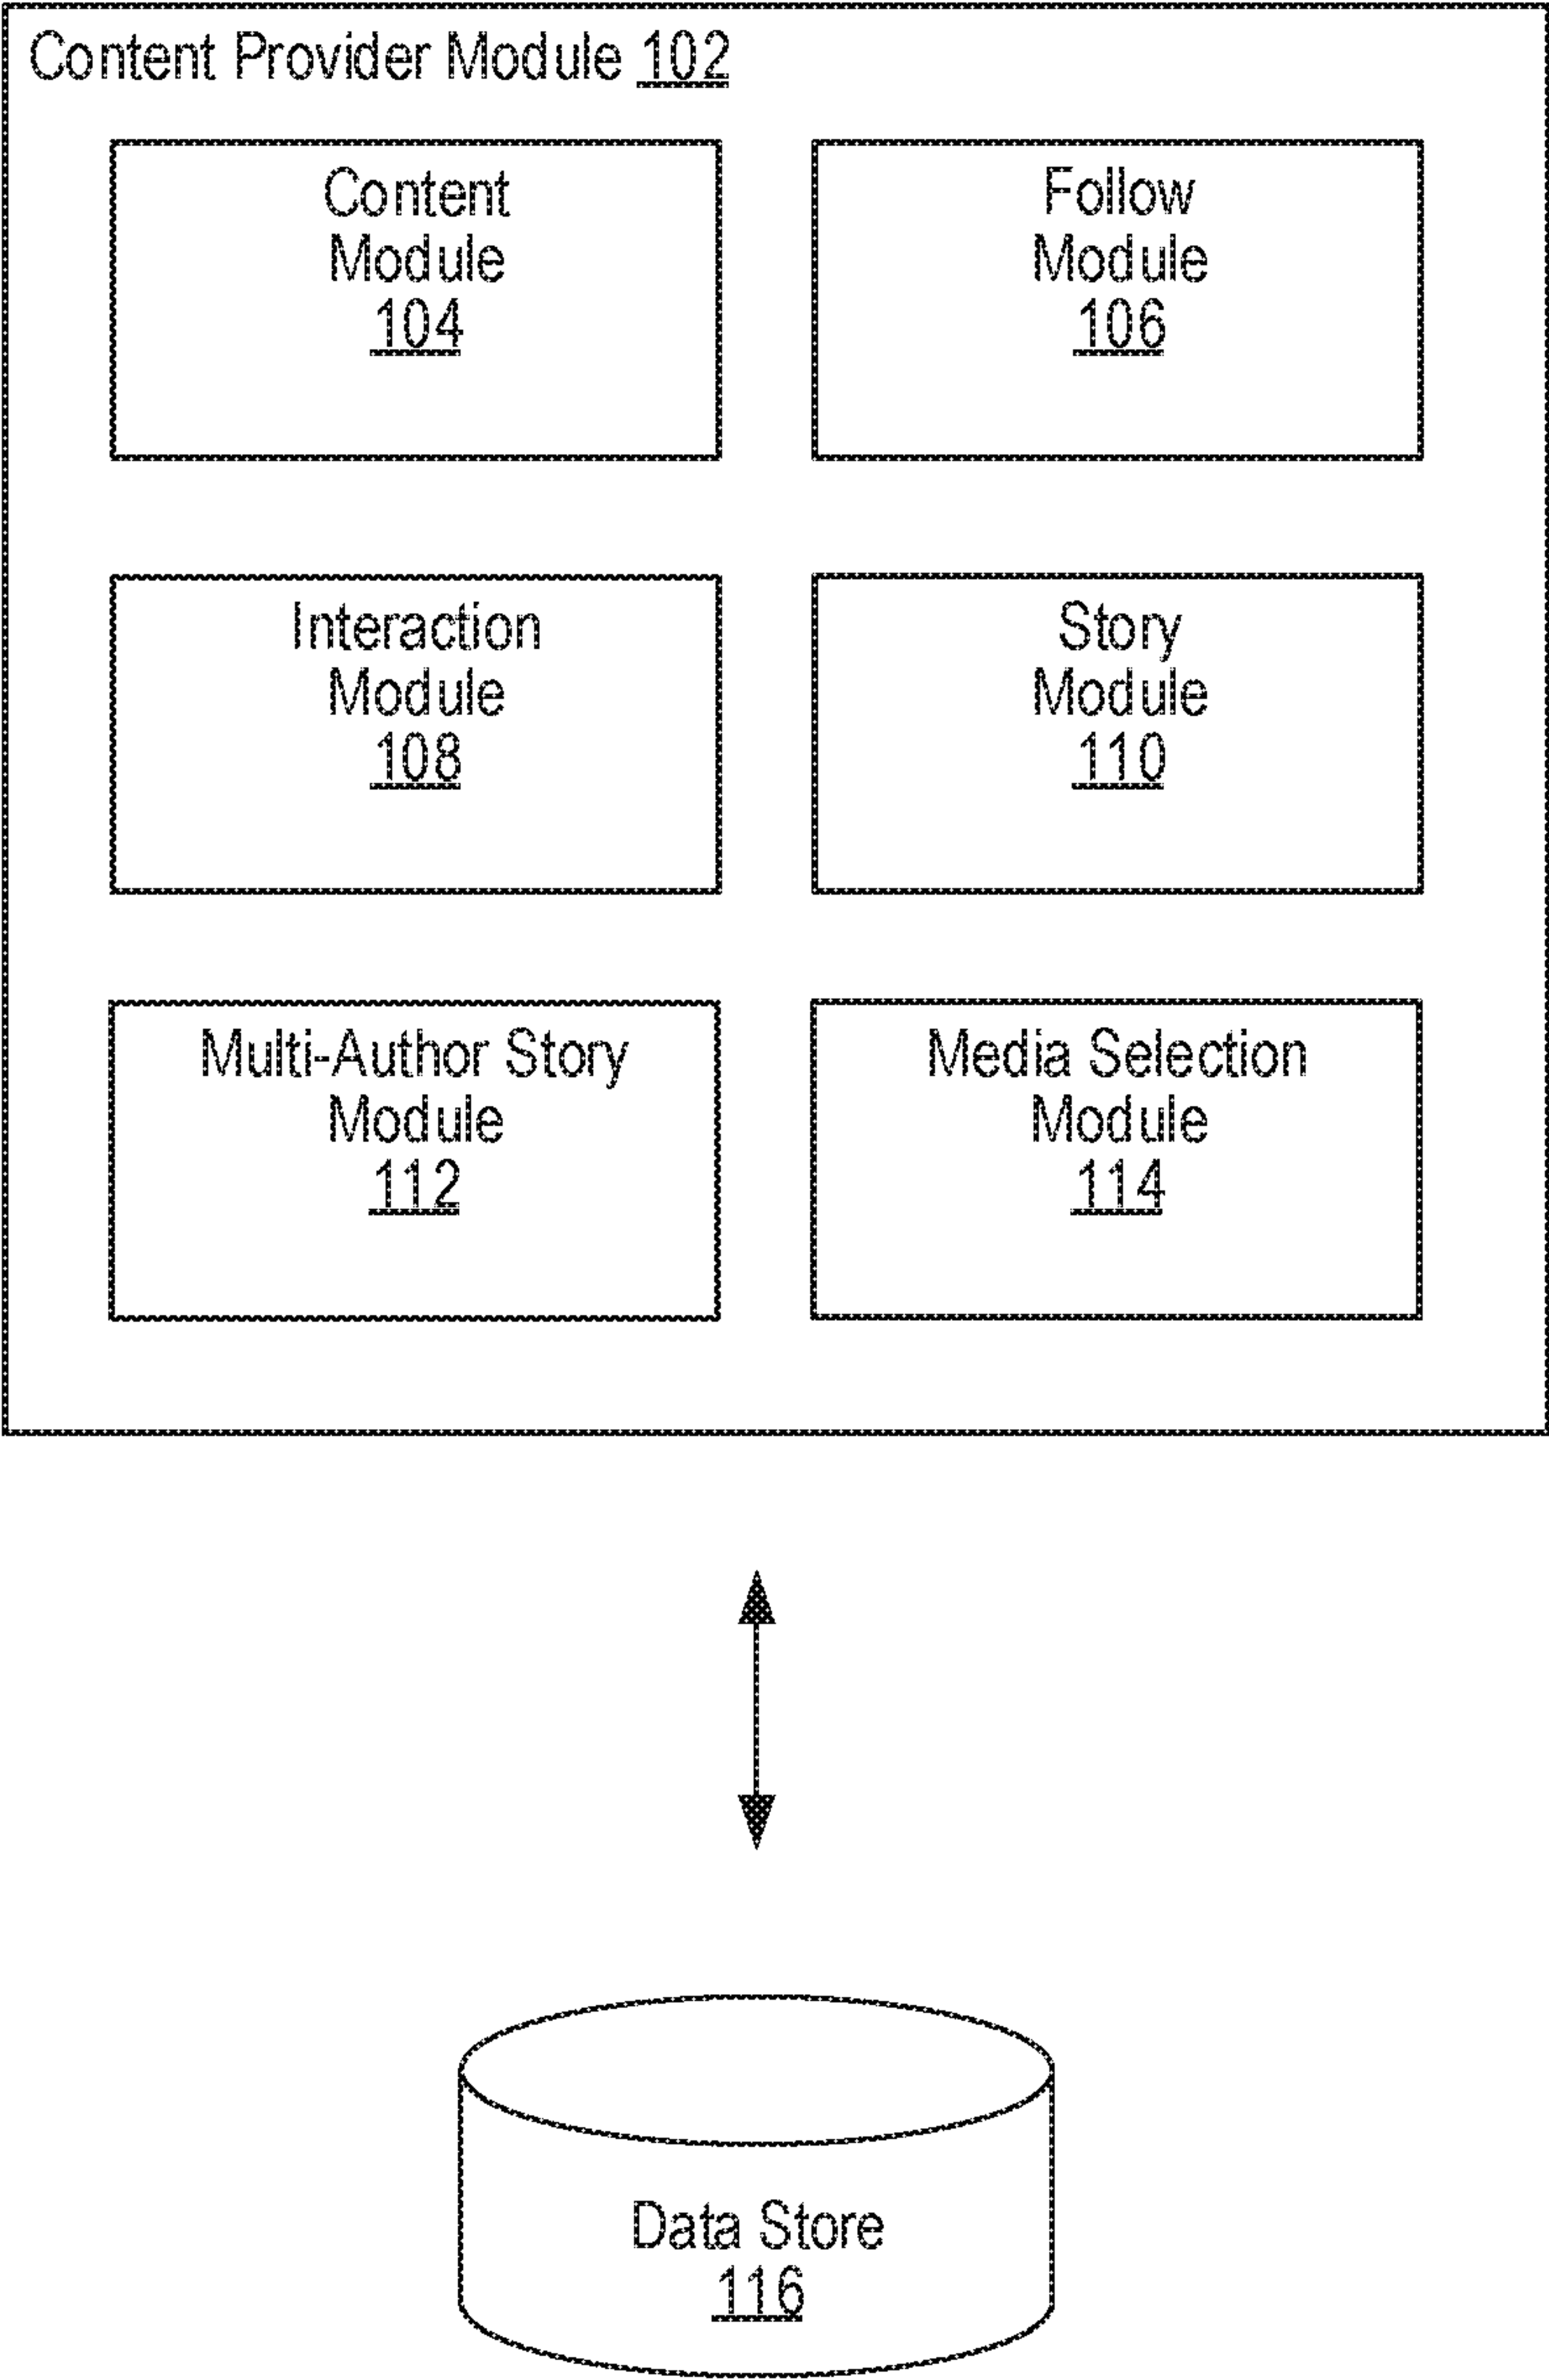 Content Provider Module 102
Content
Module
104
Follow
Module
106
Interaction
Module
108
Story
Module
110
Multi-Author Story
Module
112
Media Selection
Module
114
Data Store
116